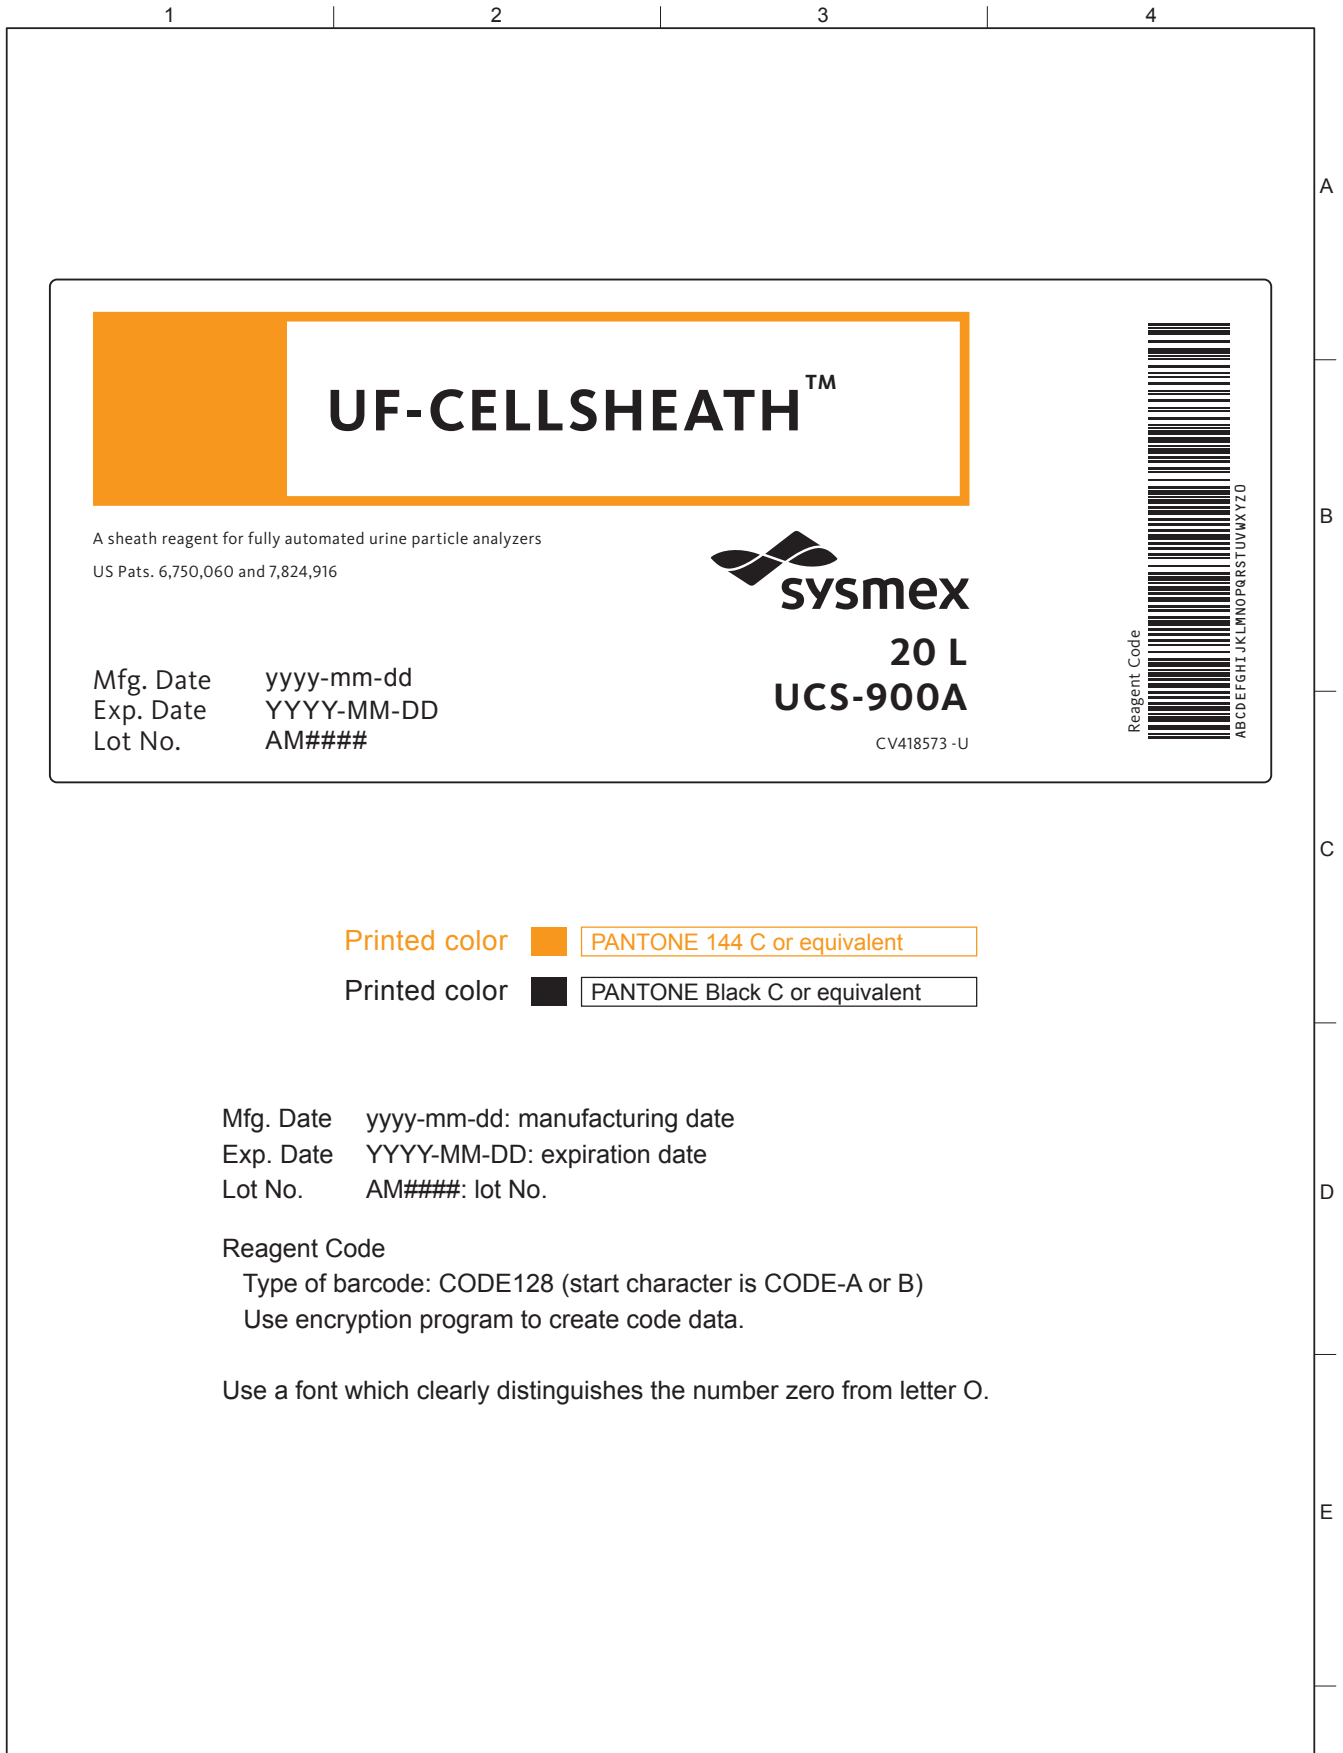 1 2 3 4
A
UF-CELLSHEATH™
B
A sheath reagent for fully automated urine particle analyzers
US Pats. 6,750,060 and 7,824,916
sysmex
20 L
UCS-900A
CV418573 -U
Mfg. Date yyyy-mm-dd
Exp. Date YYYY-MM-DD
Lot No. AM####
Reagent Code
ABCDEFGHIJKLMNOPQRSTUVWXYZ0
C
Printed color PANTONE 144 C or equivalent
Printed color PANTONE Black C or equivalent
Mfg. Date yyyy-mm-dd: manufacturing date
Exp. Date YYYY-MM-DD: expiration date
Lot No. AM####: lot No.
D
Reagent Code
Type of barcode: CODE128 (start character is CODE-A or B)
Use encryption program to create code data.
Use a font which clearly distinguishes the number zero from letter O.
E